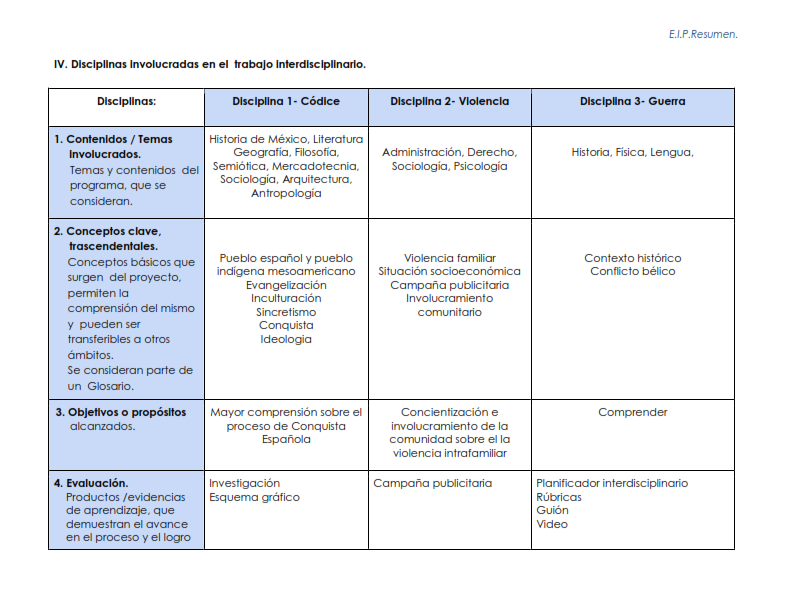 E.I.P.Resumen.
IV. Disciplinas involucradas en el trabajo interdisciplinario.
Disciplinas:
Disciplina 1- Códice
Disciplina 2- Violencia
Disciplina 3- Guerra
1. Contenidos / Temas
involucrados.
Temas y contenidos del
programa, que se
consideran.
Historia de México, Literatura
Geografía, Filosofía,
Semiótica, Mercadotecnia,
Sociología, Arquitectura,
Antropología
Administración, Derecho,
Sociología, Psicología
Historia, Física, Lengua,
2. Conceptos clave,
trascendentales.
Conceptos básicos que
surgen del proyecto,
permiten la
comprensión del mismo
y pueden ser
transferibles a otros
ámbitos.
Se consideran parte de
un Glosario.
Pueblo español y pueblo
indígena mesoamericano
Evangelización
Inculturación
Sincretismo
Conquista
Ideologia
Violencia familiar
Situación socioeconómica
Campaña publicitaria
Involucramiento
comunitario
Contexto histórico
Conflicto bélico
3. Objetivos o propósitos
alcanzados.
Mayor comprensión sobre el
proceso de Conquista
Española
Concientización e
involucramiento de la
comunidad sobre el la
violencia intrafamiliar
Comprender
4. Evaluación.
Productos /evidencias
de aprendizaje, que
demuestran el avance
en el proceso y el logro
Investigación
Esquema gráfico
Campaña publicitaria
Planificador interdisciplinario
Rúbricas
Guión
Video